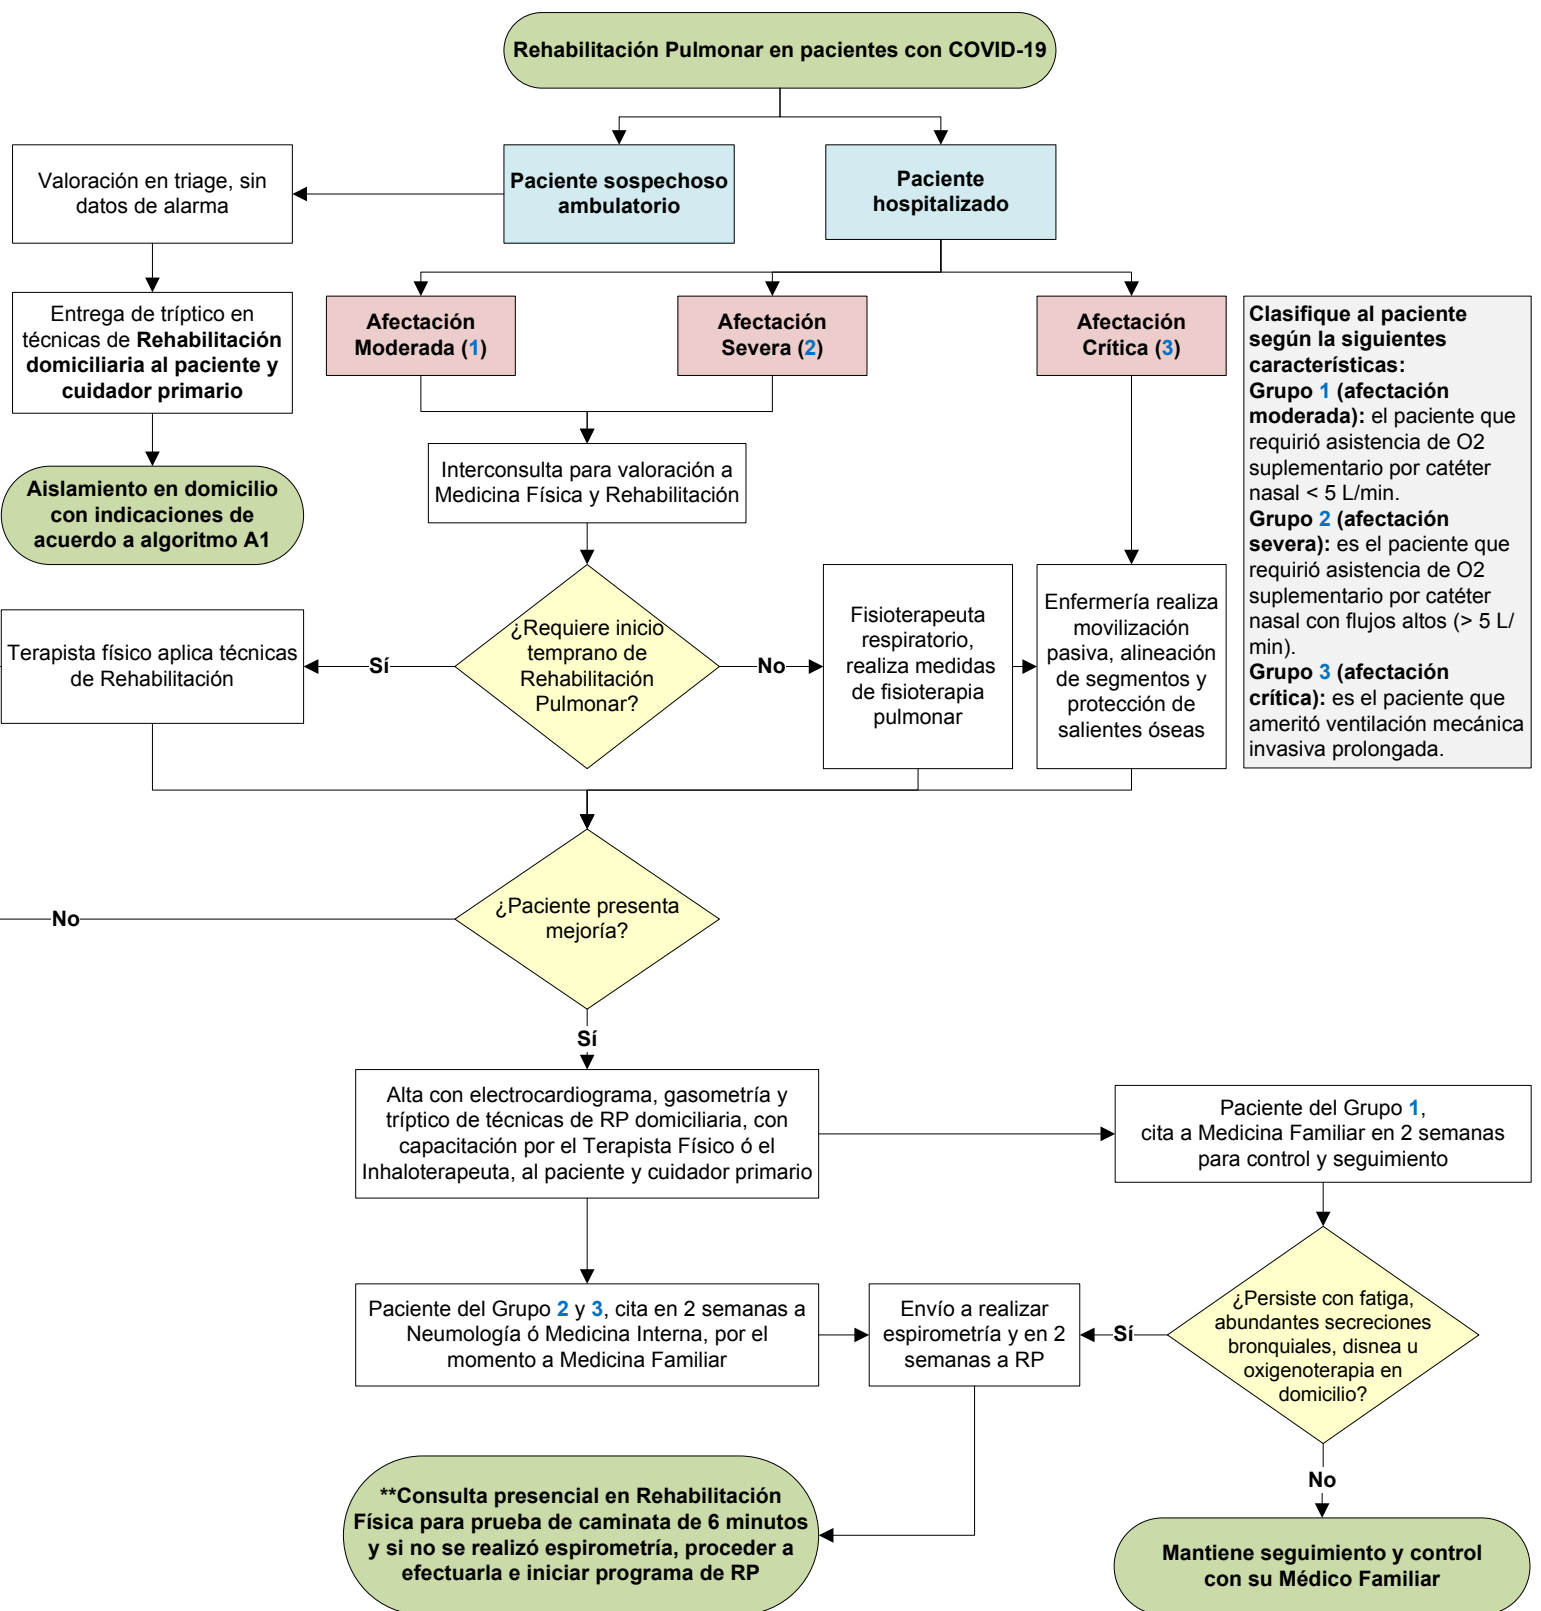 Rehabilitación Pulmonar en pacientes con COVID-19
Valoración en triage, sin
datos de alarma
Paciente sospechoso
ambulatorio
Paciente
hospitalizado
Entrega de tríptico en
técnicas de Rehabilitación
domiciliaria al paciente y
cuidador primario
Afectación
Moderada (1)
Afectación
Severa (2)
Afectación
Crítica (3)
Clasifique al paciente
según la siguientes
características:
Grupo 1 (afectación
moderada): el paciente que
requirió asistencia de O2
suplementario por catéter
nasal < 5 L/min.
Grupo 2 (afectación
severa): es el paciente que
requirió asistencia de O2
suplementario por catéter
nasal con flujos altos (> 5 L/
min).
Grupo 3 (afectación
crítica): es el paciente que
ameritó ventilación mecánica
invasiva prolongada.
Aislamiento en domicilio
con indicaciones de
acuerdo a algoritmo A1
Interconsulta para valoración a
Medicina Física y Rehabilitación
Terapista físico aplica técnicas
de Rehabilitación
Sí
¿Requiere inicio
temprano de
Rehabilitación
Pulmonar?
No
Fisioterapeuta
respiratorio,
realiza medidas
de fisioterapia
pulmonar
Enfermería realiza
movilización
pasiva, alineación
de segmentos y
protección de
salientes óseas
No
¿Paciente presenta
mejoría?
Sí
Alta con electrocardiograma, gasometría y
tríptico de técnicas de RP domiciliaria, con
capacitación por el Terapista Físico ó el
Inhaloterapeuta, al paciente y cuidador primario
Paciente del Grupo 1,
cita a Medicina Familiar en 2 semanas
para control y seguimiento
Paciente del Grupo 2 y 3, cita en 2 semanas a
Neumología ó Medicina Interna, por el
momento a Medicina Familiar
Envío a realizar
espirometría y en 2
semanas a RP
Sí
¿Persiste con fatiga,
abundantes secreciones
bronquiales, disnea u
oxigenoterapia en
domicilio?
No
**Consulta presencial en Rehabilitación
Física para prueba de caminata de 6 minutos
y si no se realizó espirometría, proceder a
efectuarla e iniciar programa de RP
Mantiene seguimiento y control
con su Médico Familiar